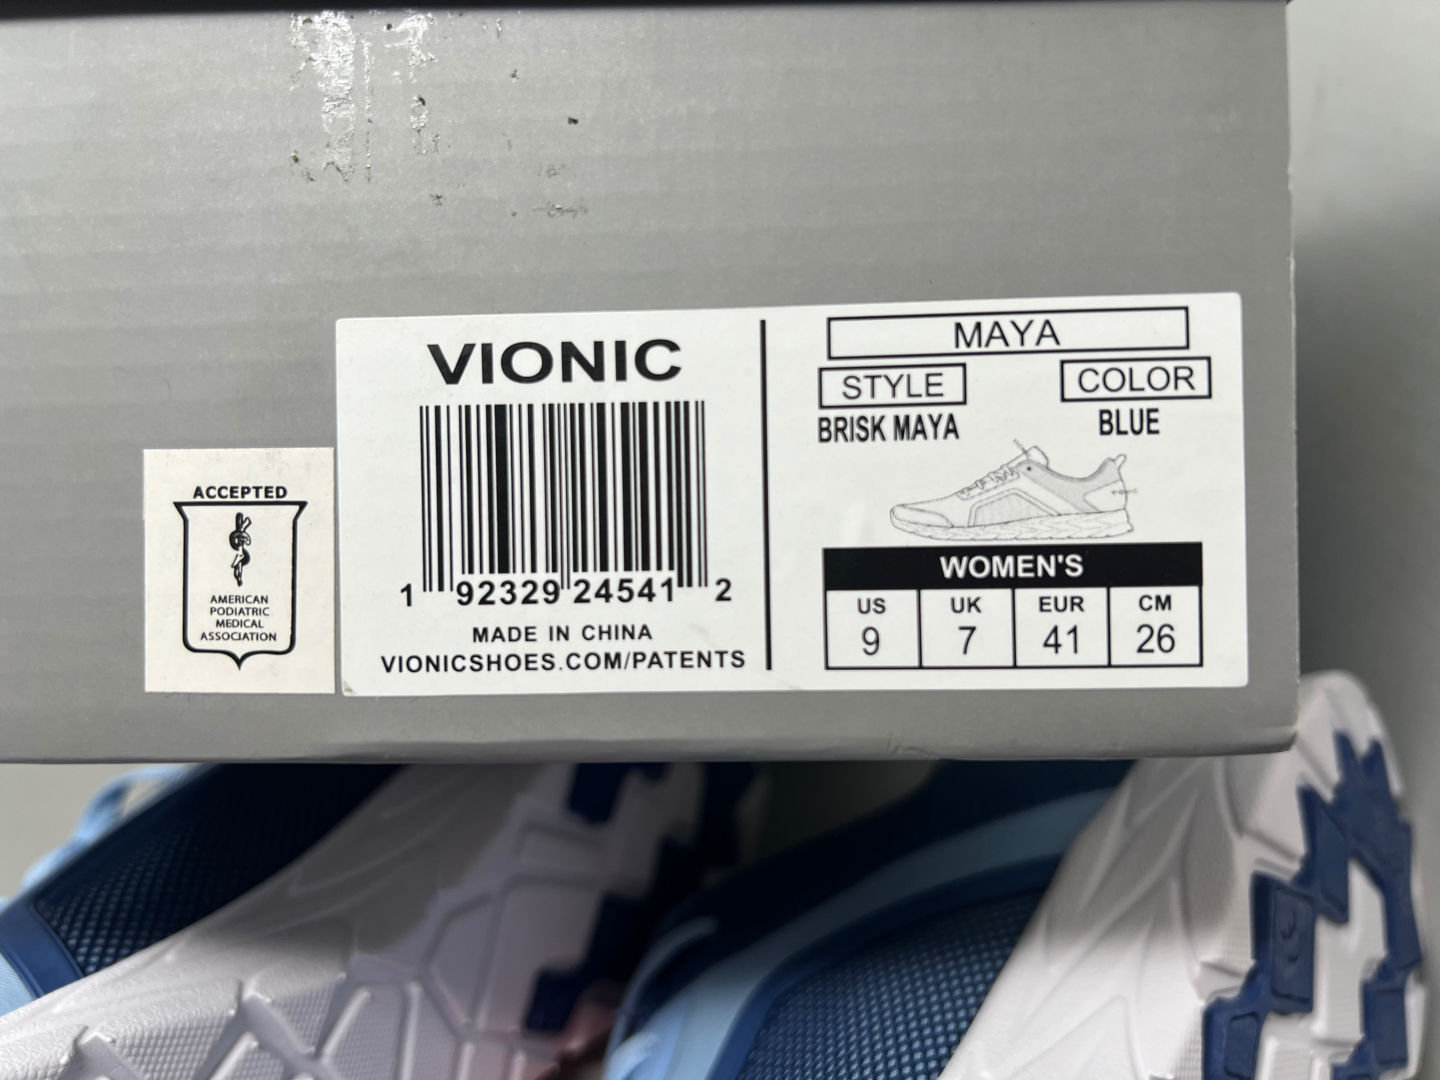 VIONIC
1 92329 24541 2
MADE IN CHINA
VIONICSHOES.COM/PATENTS
MAYA
STYLE COLOR
BRISK MAYA BLUE
VIONIC
WOMEN'S
US UK EUR CM
9 7 41 26
ACCEPTED
AMERICAN
PODIATRIC
MEDICAL
ASSOCIATION